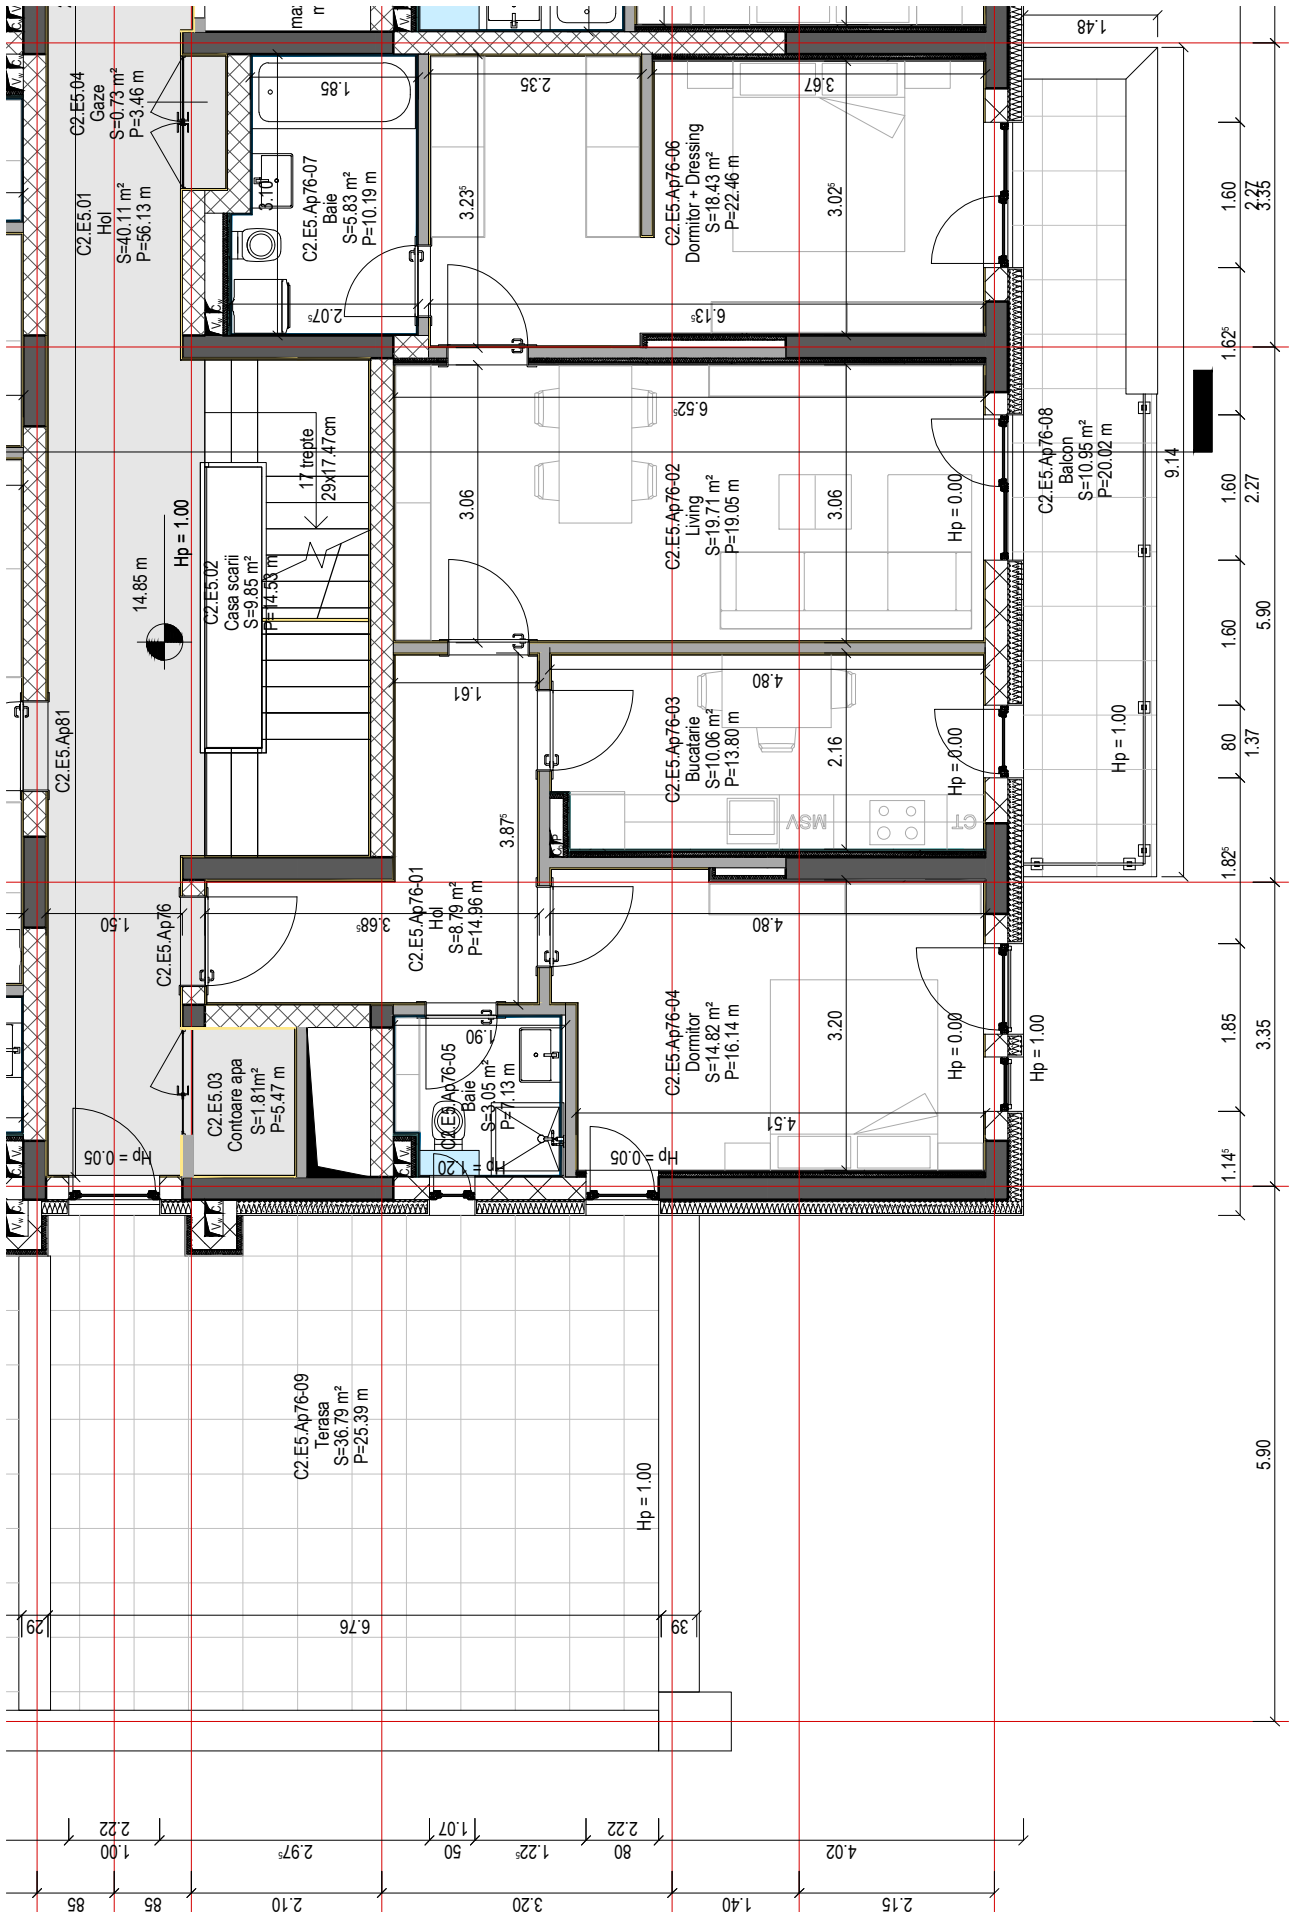 C2.E5.04
Gaze
S=0.73 m²
P=3.46 m
C2.E5.01
Hol
S=40.11 m²
P=56.13 m
C2.E5.Ap76-07
Baie
S=5.83 m²
P=10.19 m
C2.E5.Ap76-06
Dormitor + Dressing
S=18.43 m²
P=22.46 m
1.85
2.35
3.67
1.48
3.10
3.23⁵
3.02⁵
2.07⁵
6.13⁵
Vw
Cw
17 trepte
29x17.47cm
Hp = 1.00
14.85 m
C2.E5.02
Casa scarii
S=9.85 m²
P=14.53 m
6.52⁵
3.06
3.06
C2.E5.Ap76-02
Living
S=19.71 m²
P=19.05 m
Hp = 0.00
C2.E5.Ap76-08
Balcon
S=10.95 m²
P=20.02 m
9.14
1.60
2.27
3.35
1.62⁵
1.60
2.27
5.90
1.60
80
1.37
1.82⁵
1.85
3.35
1.14⁵
5.90
C2.E5.Ap81
1.61
4.80
C2.E5.Ap76-03
Bucatarie
S=10.06 m²
P=13.80 m
2.16
Hp = 0.00
Hp = 1.00
MSV
CT
3.87⁵
1.50
C2.E5.Ap76
3.68⁵
C2.E5.Ap76-01
Hol
S=8.79 m²
P=14.96 m
4.80
C2.E5.03
Contoare apa
S=1.81m²
P=5.47 m
1.90
C2.E5.Ap76-05
Baie
S=3.05 m²
P=7.13 m
C2.E5.Ap76-04
Dormitor
S=14.82 m²
P=16.14 m
3.20
Hp = 0.00
Hp = 1.00
4.51
Hp = 0.05
Hp = 1.20
Hp = 0.05
Vw
Cw
C2.E5.Ap76-09
Terasa
S=36.79 m²
P=25.39 m
Hp = 1.00
29
6.76
39
2.22
1.07
2.22
1.00
2.97⁵
50
1.22⁵
80
4.02
85
85
2.10
3.20
1.40
2.15